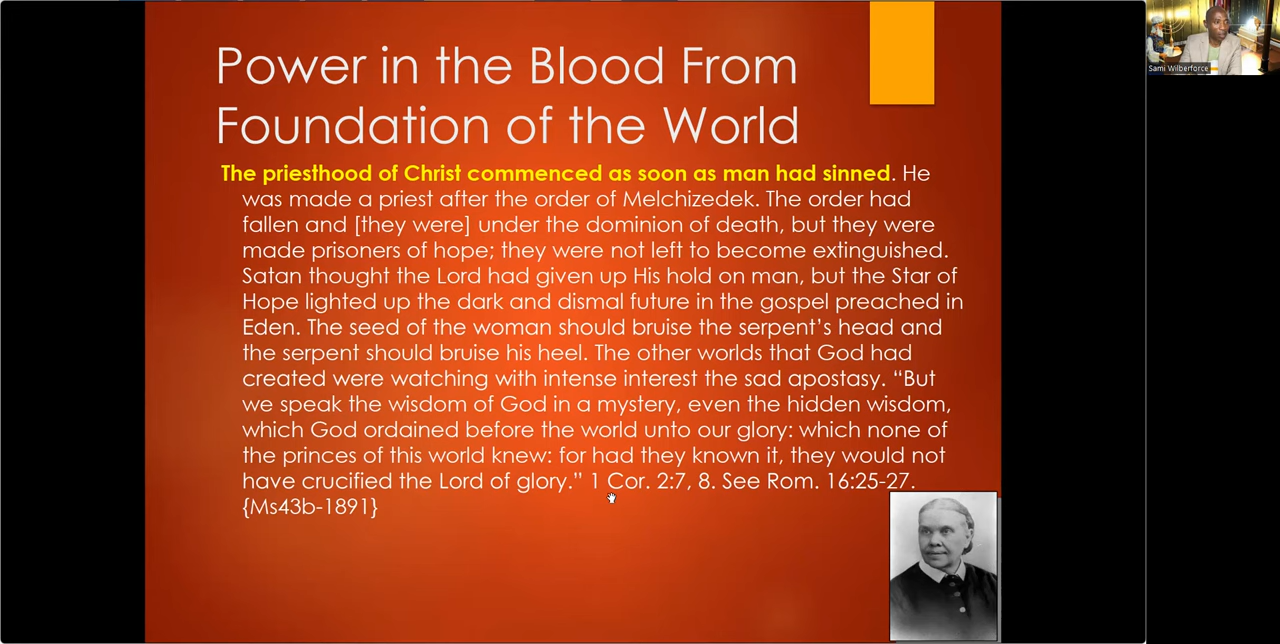 Power in the Blood From
Foundation of the World
The priesthood of Christ commenced as soon as man had sinned. He
was made a priest after the order of Melchizedek. The order had
fallen and [they were] under the dominion of death, but they were
made prisoners of hope; they were not left to become extinguished.
Satan thought the Lord had given up His hold on man, but the Star of
Hope lighted up the dark and dismal future in the gospel preached in
Eden. The seed of the woman should bruise the serpent’s head and
the serpent should bruise his heel. The other worlds that God had
created were watching with intense interest the sad apostasy. “But
we speak the wisdom of God in a mystery, even the hidden wisdom,
which God ordained before the world unto our glory: which none of
the princes of this world knew: for had they known it, they would not
have crucified the Lord of glory.” 1 Cor. 2:7, 8. See Rom. 16:25-27.
{Ms43b-1891}
Sami Wilberforce